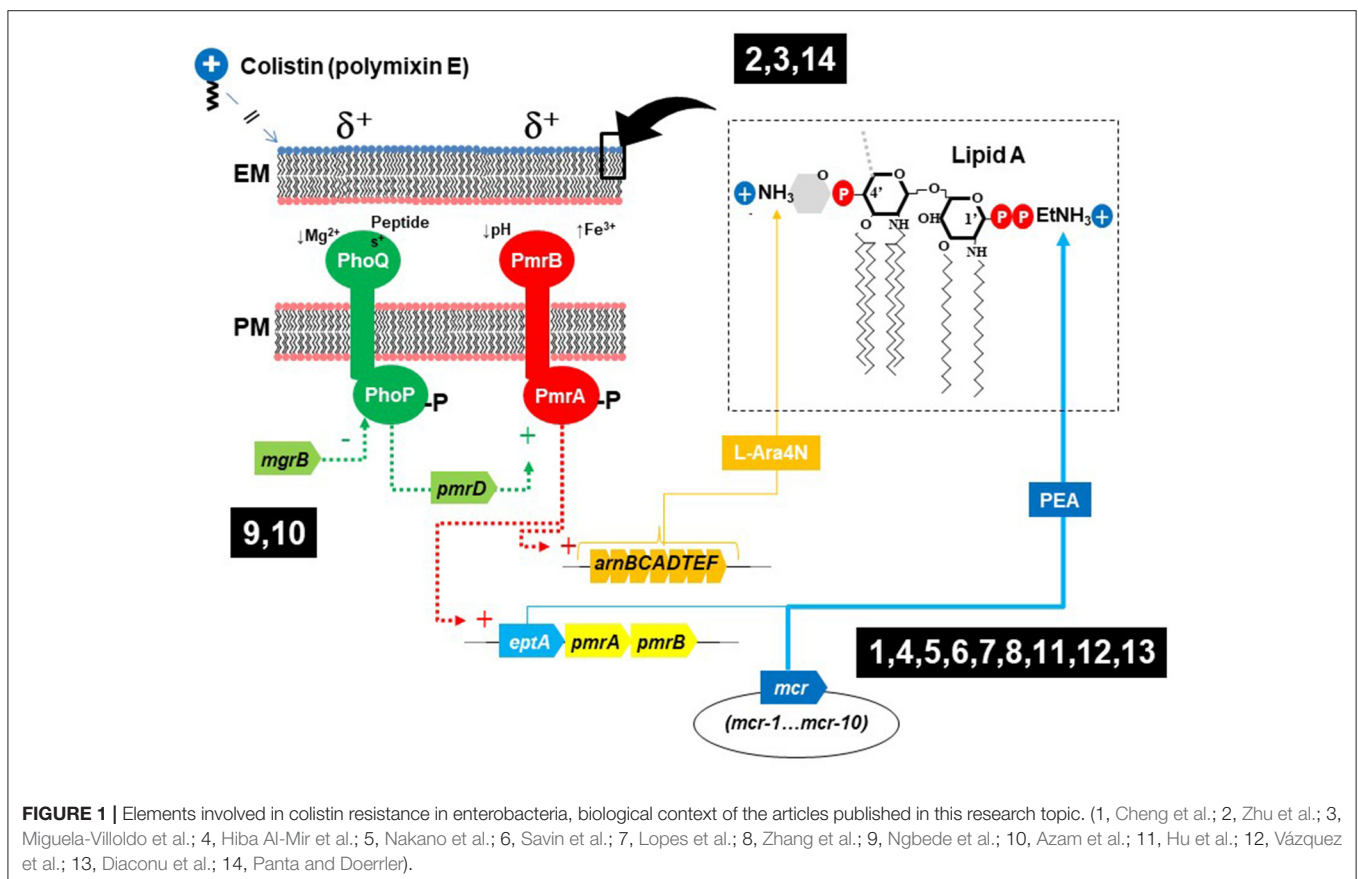 Colistin (polymixin E)
2,3,14
δ+ δ+
EM
Lipid A
+ NH3 O P 4' O O O
OH 1' P P EtNH3 +
O NH O NH
↓Mg2+ Peptide
s+ ↓pH ↑Fe3+
PhoQ PmrB
PM
PhoP -P PmrA -P
mgrB - + 
pmrD
L-Ara4N
PEA
9,10
+ arnBCADTEF
+ eptA pmrA pmrB
1,4,5,6,7,8,11,12,13
mcr
(mcr-1...mcr-10)
FIGURE 1 | Elements involved in colistin resistance in enterobacteria, biological context of the articles published in this research topic. (1, Cheng et al.; 2, Zhu et al.; 3,
Miguela-Villoldo et al.; 4, Hiba Al-Mir et al.; 5, Nakano et al.; 6, Savin et al.; 7, Lopes et al.; 8, Zhang et al.; 9, Ngbede et al.; 10, Azam et al.; 11, Hu et al.; 12, Vázquez
et al.; 13, Diaconu et al.; 14, Panta and Doerrler).